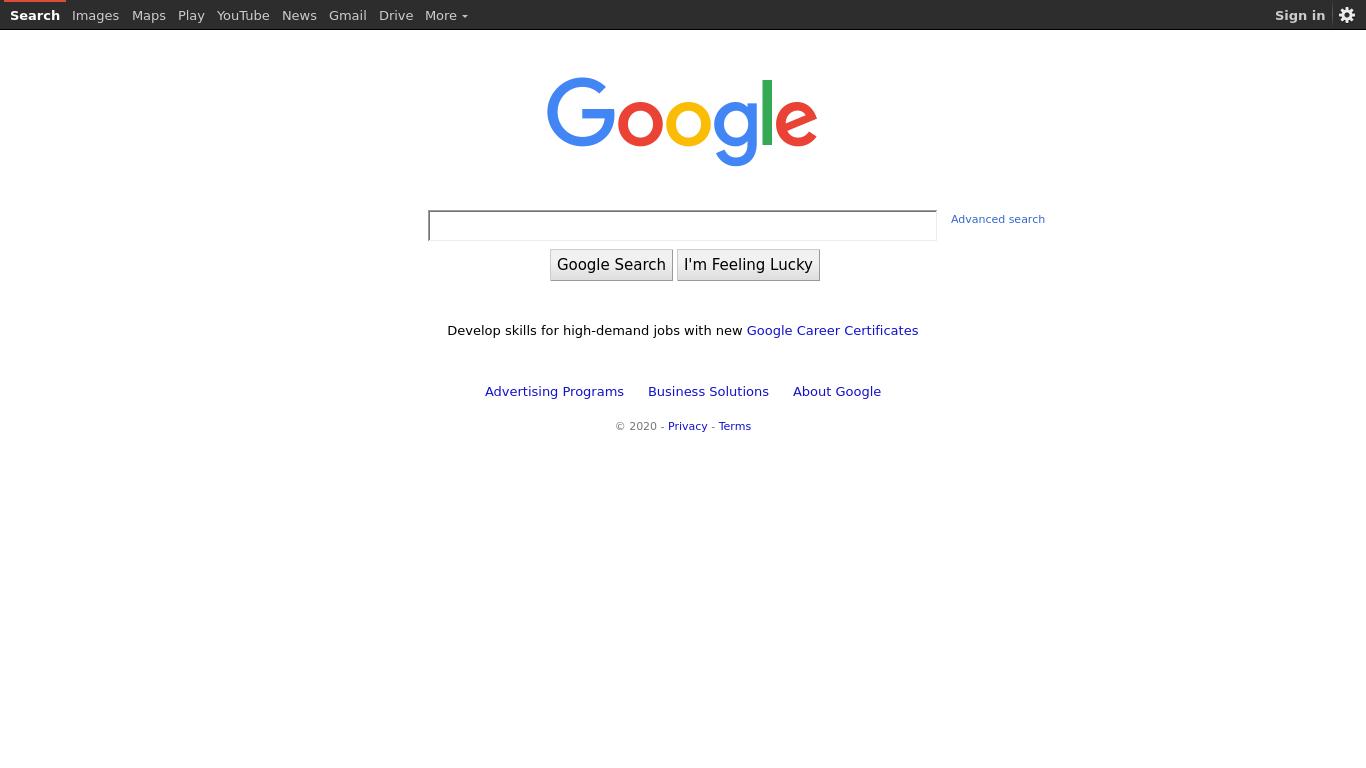 Search Images Maps Play YouTube News Gmail Drive More Sign in
Google
Advanced search
Google Search I'm Feeling Lucky
Develop skills for high-demand jobs with new Google Career Certificates
Advertising Programs Business Solutions About Google
© 2020 - Privacy - Terms